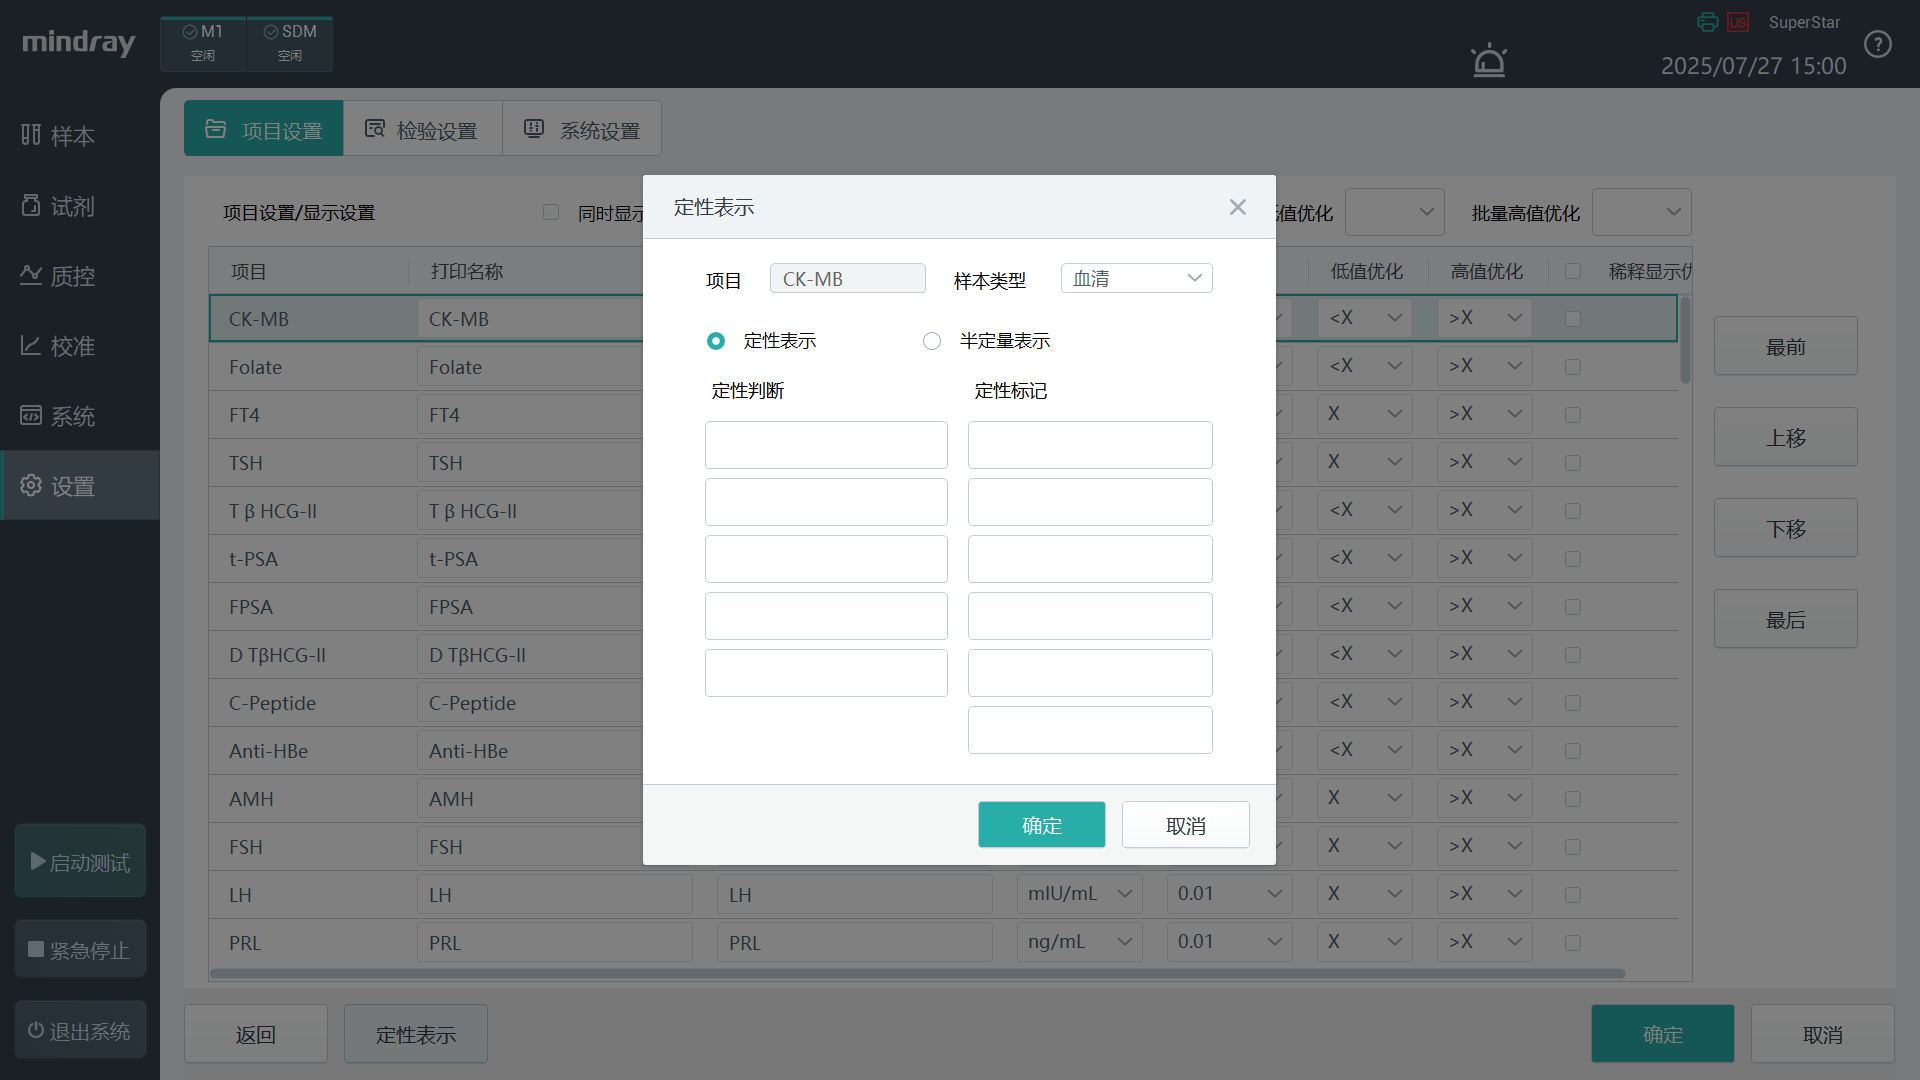 mindray
M1
空闲
SDM
空闲
LIS
SuperStar
2025/07/27 15:00
样本
试剂
质控
校准
系统
设置
启动测试
紧急停止
退出系统
项目设置
检验设置
系统设置
项目设置/显示设置
同时显示
值优化
批量高值优化
项目
打印名称
低值优化
高值优化
稀释显示优
CK-MB CK-MB <X >X
Folate Folate <X >X
FT4 FT4 X >X
TSH TSH X >X
T β HCG-II T β HCG-II <X >X
t-PSA t-PSA <X >X
FPSA FPSA <X >X
D TβHCG-II D TβHCG-II <X >X
C-Peptide C-Peptide <X >X
Anti-HBe Anti-HBe <X >X
AMH AMH X >X
FSH FSH X >X
LH LH LH mIU/mL 0.01 X >X
PRL PRL PRL ng/mL 0.01 X >X
最前
上移
下移
最后
返回
定性表示
确定
取消
定性表示
项目 CK-MB 样本类型 血清
定性表示 半定量表示
定性判断 定性标记
确定 取消